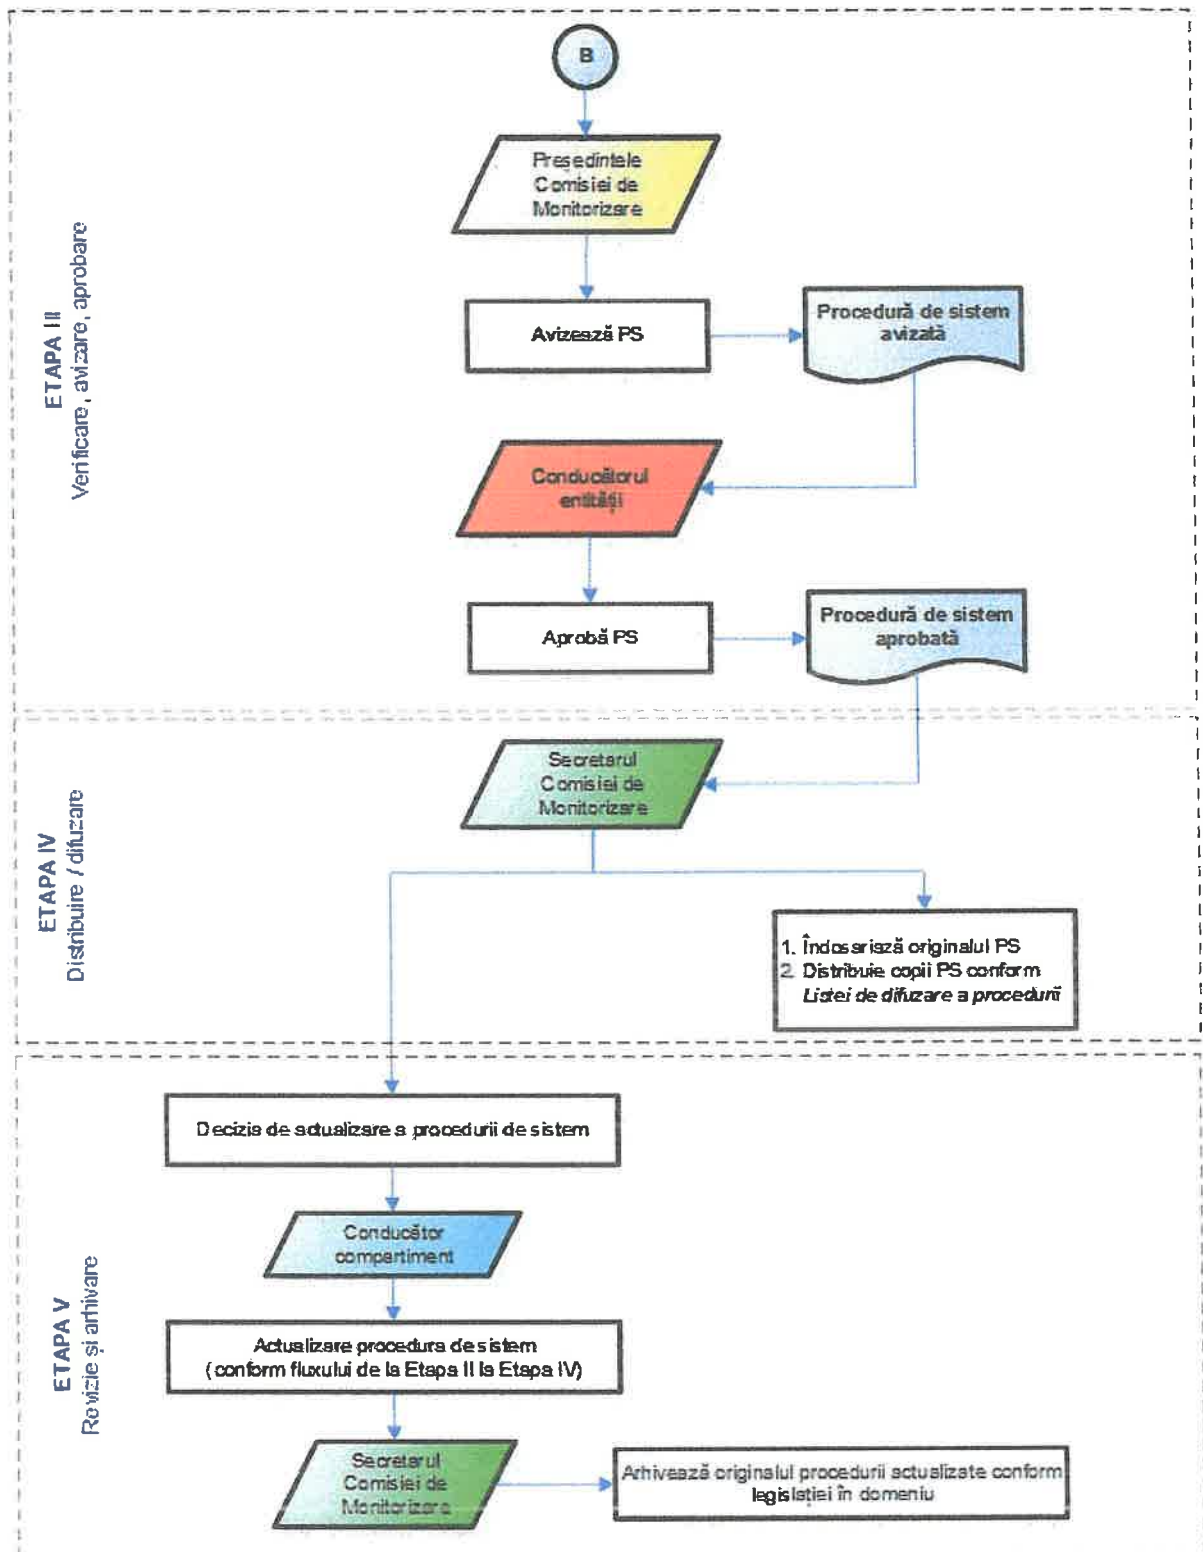 B
Președintele
Comisiei de
Monitorizare
ETAPA III
Verificare, avizare, aprobare
Avizează PS
Procedură de sistem
avizată
Conducătorul
entității
Aprobă PS
Procedură de sistem
aprobată
ETAPA IV
Distribuire / difuzare
Secretarul
Comisiei de
Monitorizare
1. Îndosariază originalul PS
2. Distribuie copii PS conform
Listei de difuzare a procedurii
ETAPA V
Revizie și arhivare
Decizia de actualizare a procedurii de sistem
Conducător
compartiment
Actualizare procedura de sistem
(conform fluxului de la Etapa II la Etapa IV)
Secretarul
Comisiei de
Monitorizare
Arhivează originalul procedurii actualizate conform
legislației în domeniu